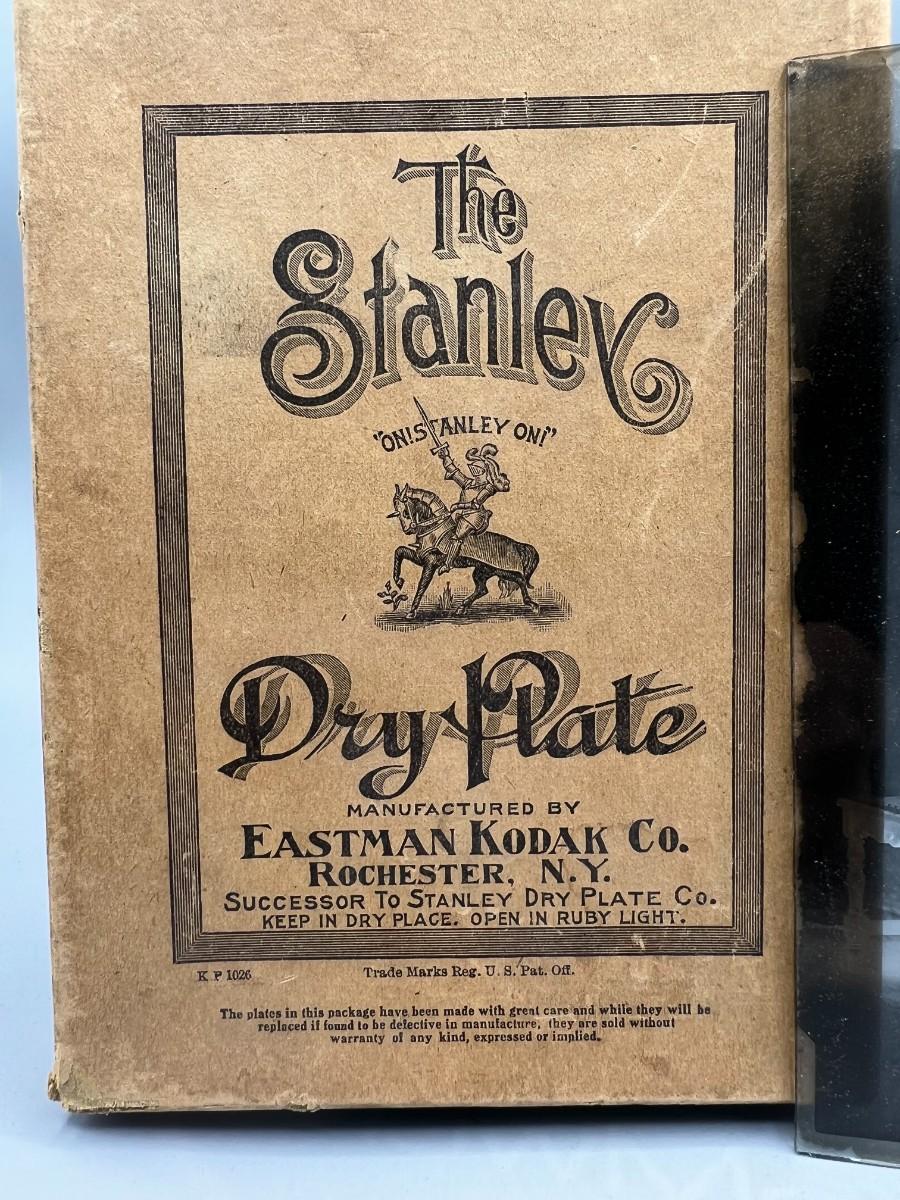 The
Stanley
"ON! STANLEY ON!"
Dry Plate
MANUFACTURED BY
EASTMAN KODAK CO.
ROCHESTER, N.Y.
SUCCESSOR TO STANLEY DRY PLATE CO.
KEEP IN DRY PLACE. OPEN IN RUBY LIGHT.
K P 1026 Trade Marks Reg. U. S. Pat. Off.
The plates in this package have been made with great care and while they will be
replaced if found to be defective in manufacture, they are sold without
warranty of any kind, expressed or implied.